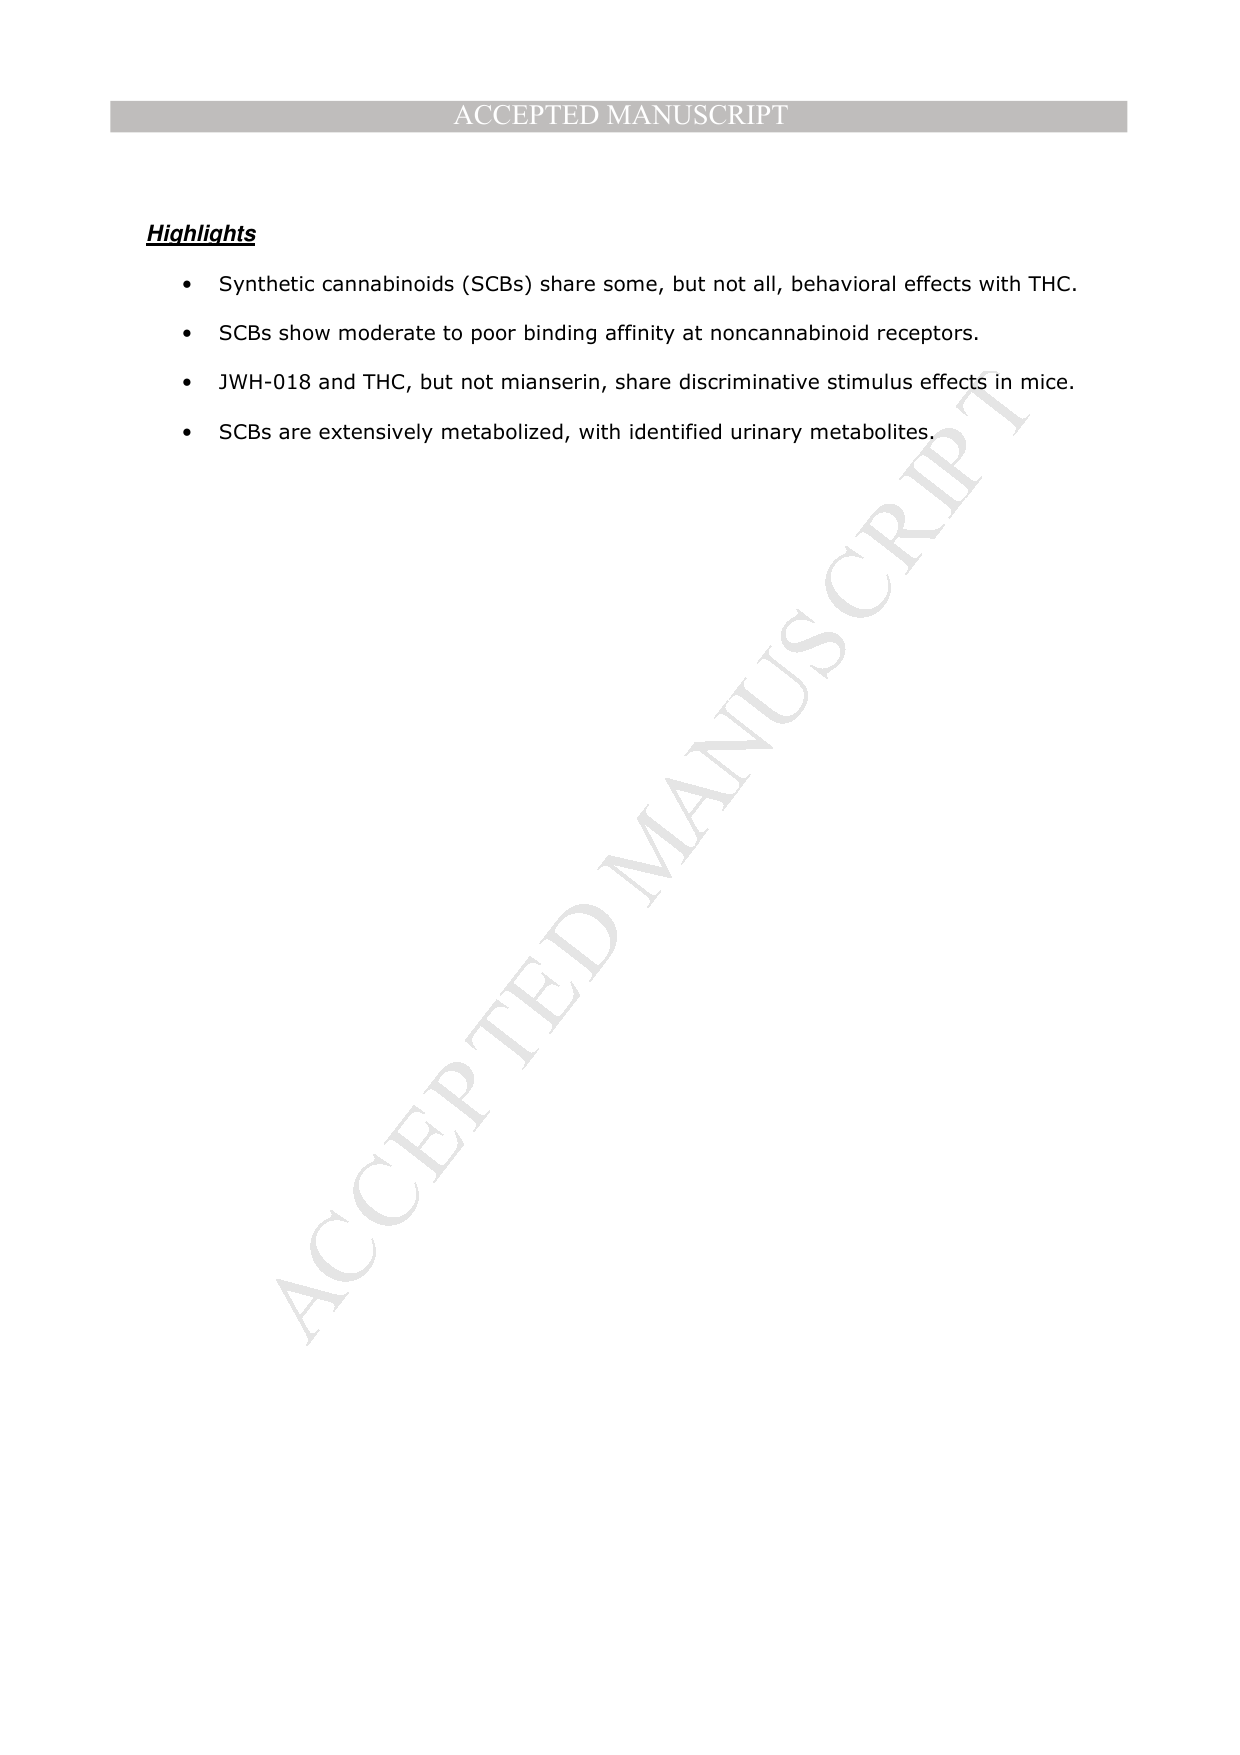 ACCEPTED MANUSCRIPT
Highlights
• Synthetic cannabinoids (SCBs) share some, but not all, behavioral effects with THC.
• SCBs show moderate to poor binding affinity at noncannabinoid receptors.
• JWH-018 and THC, but not mianserin, share discriminative stimulus effects in mice.
• SCBs are extensively metabolized, with identified urinary metabolites.
ACCEPTED MANUSCRIPT